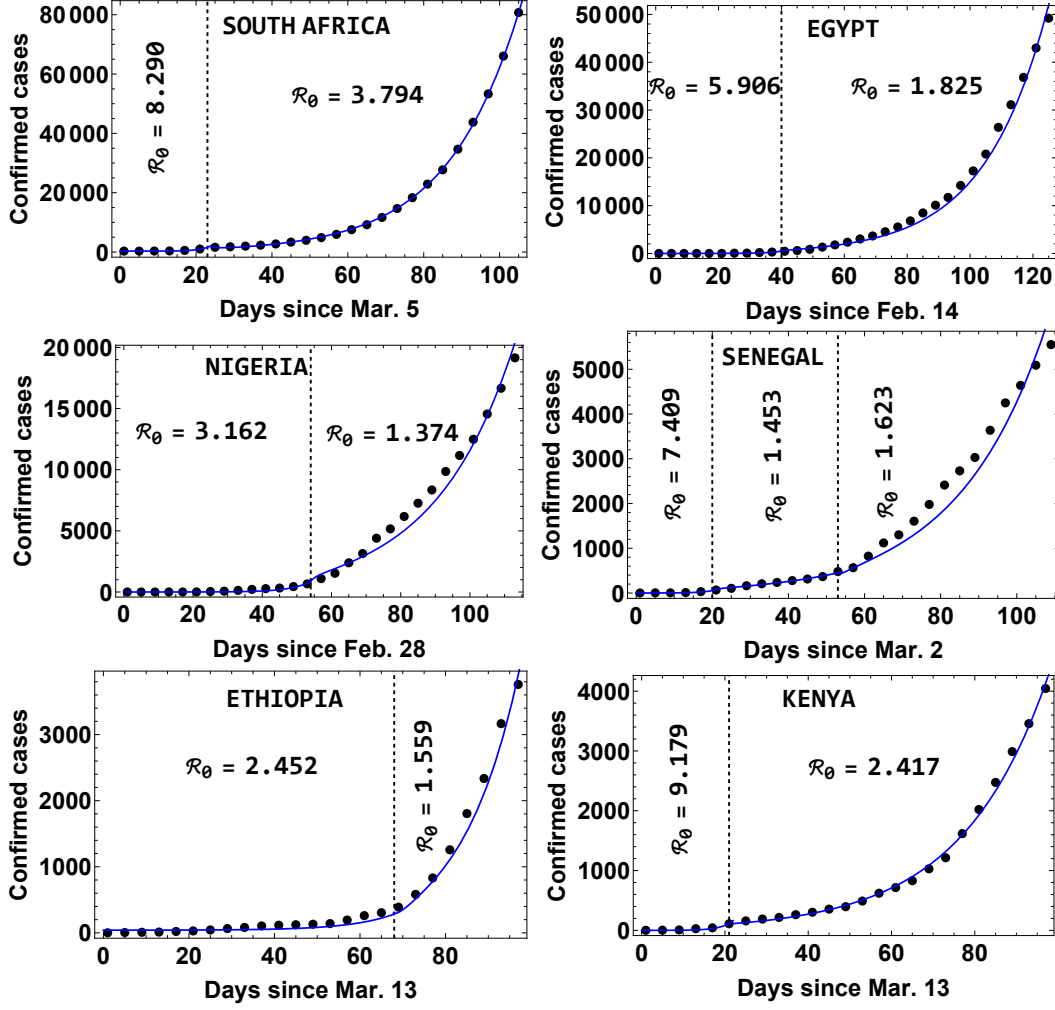 SOUTH AFRICA
ℛ₀ = 8.290
ℛ₀ = 3.794
Confirmed cases
80 000
60 000
40 000
20 000
0
0 20 40 60 80 100
Days since Mar. 5
EGYPT
ℛ₀ = 5.906
ℛ₀ = 1.825
Confirmed cases
50 000
40 000
30 000
20 000
10 000
0
0 20 40 60 80 100 120
Days since Feb. 14
NIGERIA
ℛ₀ = 3.162
ℛ₀ = 1.374
Confirmed cases
20 000
15 000
10 000
5000
0
0 20 40 60 80 100
Days since Feb. 28
SENEGAL
ℛ₀ = 7.409
ℛ₀ = 1.453
ℛ₀ = 1.623
Confirmed cases
5000
4000
3000
2000
1000
0
0 20 40 60 80 100
Days since Mar. 2
ETHIOPIA
ℛ₀ = 2.452
ℛ₀ = 1.559
Confirmed cases
3000
2000
1000
0
0 20 40 60 80
Days since Mar. 13
KENYA
ℛ₀ = 9.179
ℛ₀ = 2.417
Confirmed cases
4000
3000
2000
1000
0
0 20 40 60 80
Days since Mar. 13